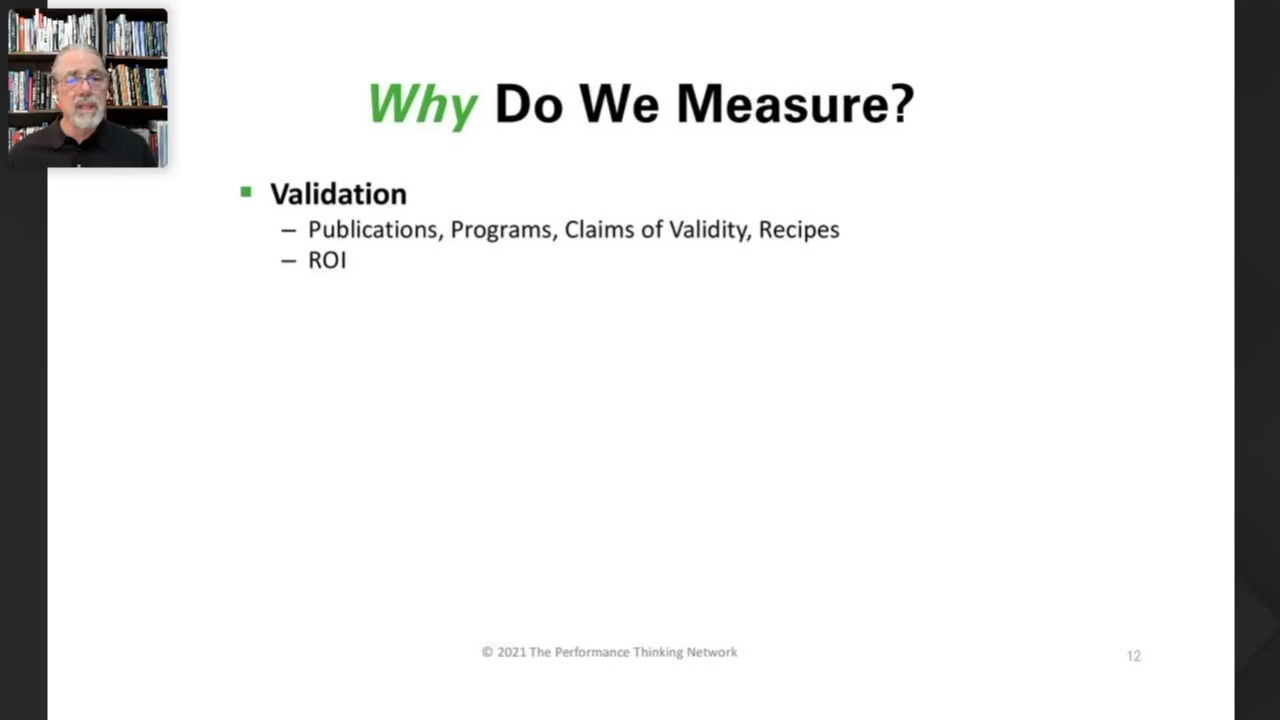 Why Do We Measure?
▪ Validation
– Publications, Programs, Claims of Validity, Recipes
– ROI
© 2021 The Performance Thinking Network
12